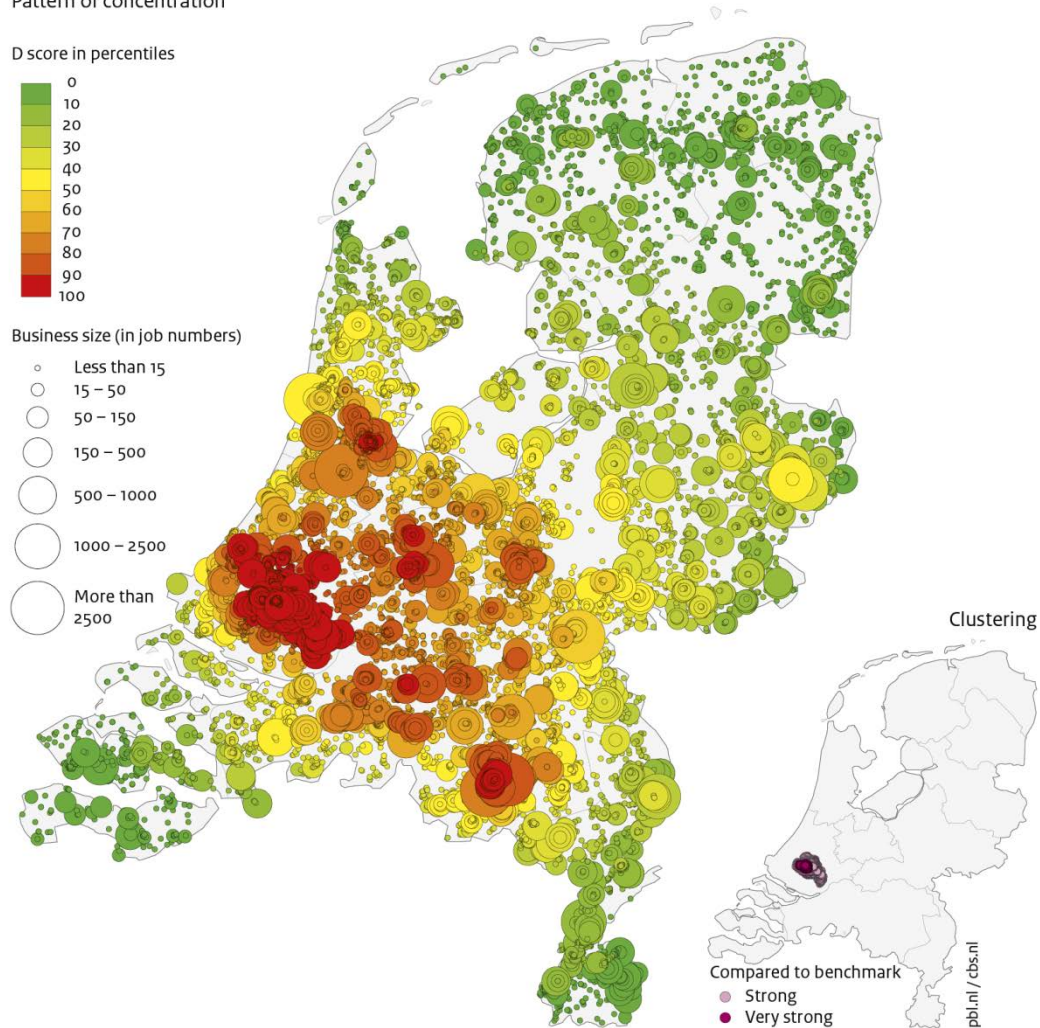 Pattern of concentration
D score in percentiles
0
10
20
30
40
50
60
70
80
90
100
Business size (in job numbers)
Less than 15
15 – 50
50 – 150
150 – 500
500 – 1000
1000 – 2500
More than
2500
Clustering
Compared to benchmark
Strong
Very strong
pbl.nl / cbs.nl